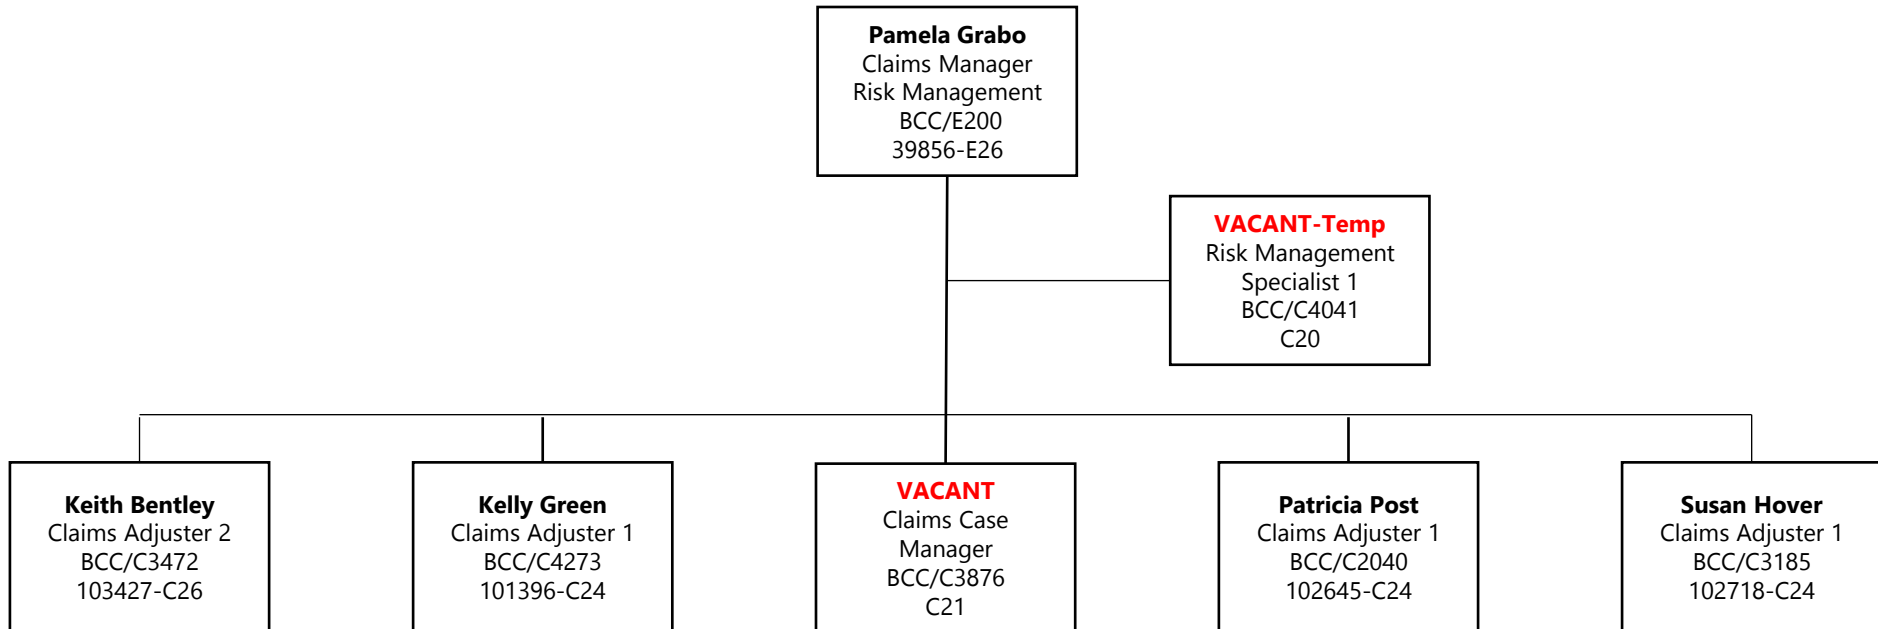 Pamela Grabo
Claims Manager
Risk Management
BCC/E200
39856-E26
VACANT-Temp
Risk Management
Specialist 1
BCC/C4041
C20
Keith Bentley
Claims Adjuster 2
BCC/C3472
103427-C26
Kelly Green
Claims Adjuster 1
BCC/C4273
101396-C24
VACANT
Claims Case
Manager
BCC/C3876
C21
Patricia Post
Claims Adjuster 1
BCC/C2040
102645-C24
Susan Hover
Claims Adjuster 1
BCC/C3185
102718-C24